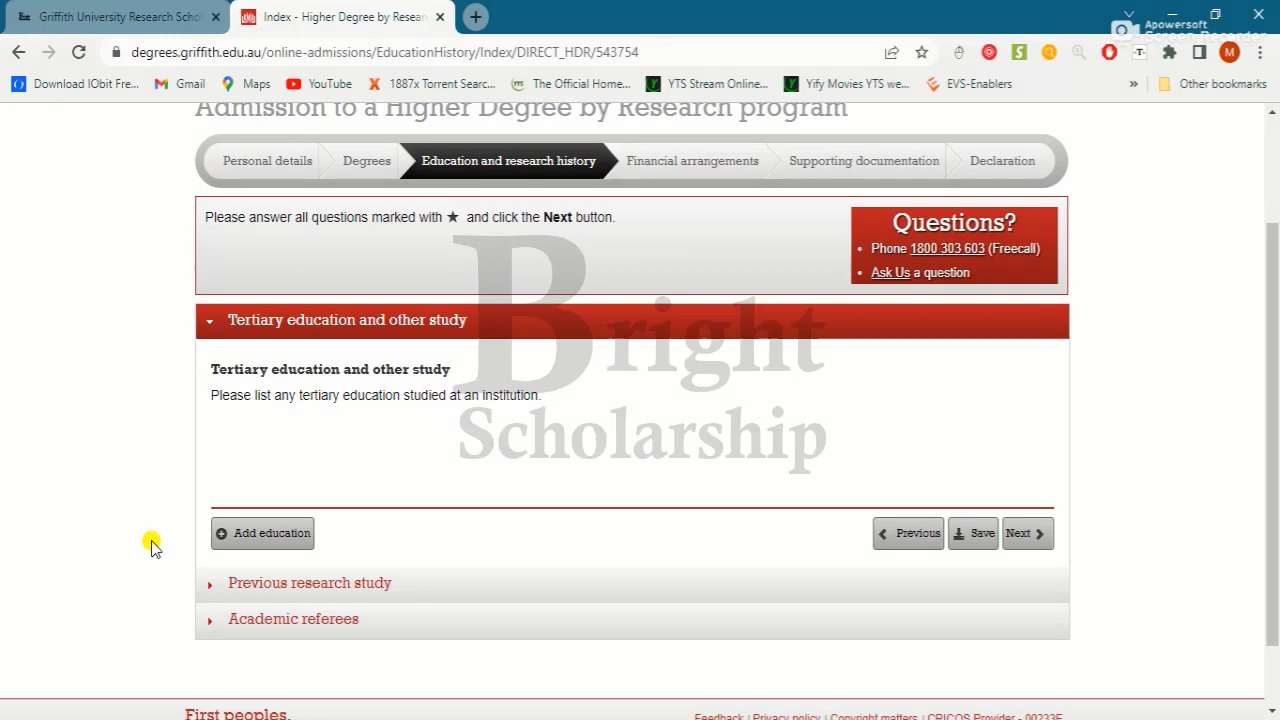 Griffith University Research Scho
Index - Higher Degree by Resear
Apowersoft
Screen Recorder
degrees.griffith.edu.au/online-admissions/EducationHistory/Index/DIRECT_HDR/543754
S
-T-
M
Download IObit Fre...
Gmail
Maps
YouTube
1887x Torrent Searc...
The Official Home...
YTS Stream Online...
Yify Movies YTS we...
EVS-Enablers
»
Other bookmarks
Admission to a Higher Degree by Research program
Personal details
Degrees
Education and research history
Financial arrangements
Supporting documentation
Declaration
Please answer all questions marked with ★ and click the Next button.
Questions?
• Phone 1800 303 603 (Freecall)
• Ask Us a question
Bright
Scholarship
Tertiary education and other study
Tertiary education and other study
Please list any tertiary education studied at an institution.
Add education
Previous
Save
Next
Previous research study
Academic referees
First peoples.
Feedback | Privacy policy | Copyright matters | CRICOS Provider - 00233E